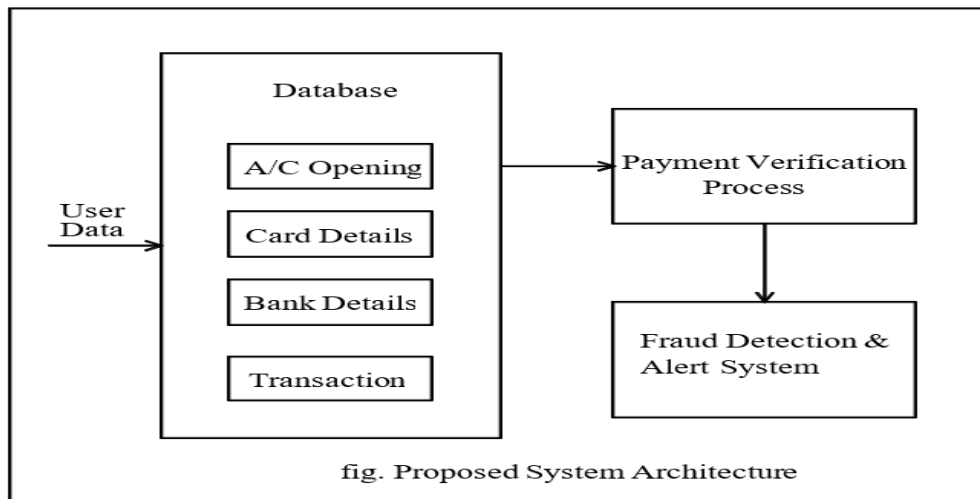 User
Data
Database
A/C Opening
Card Details
Bank Details
Transaction
Payment Verification
Process
Fraud Detection &
Alert System
fig. Proposed System Architecture